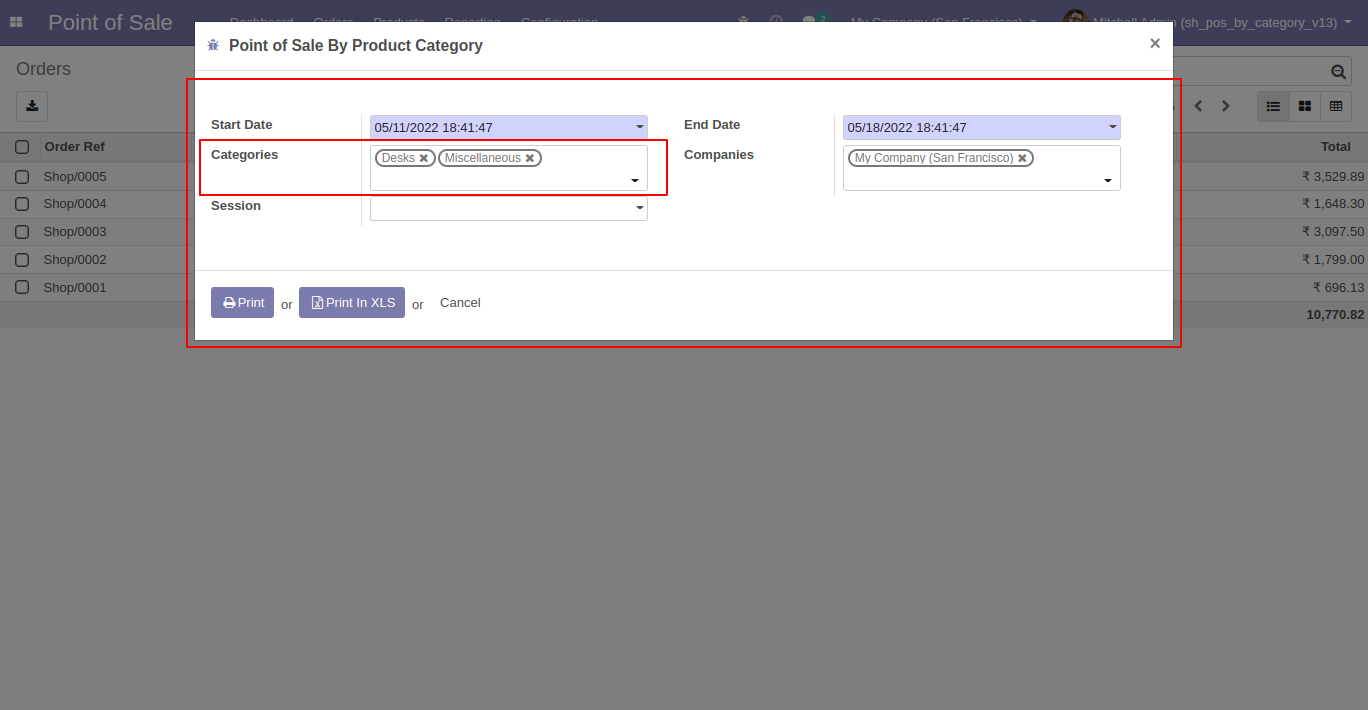 Point of Sale Dashboard Orders Products Reporting Configuration 2 My Company (San Francisco) Mitchell Admin (sh_pos_by_category_v13)
Point of Sale By Product Category ×
Orders
Start Date 05/11/2022 18:41:47 End Date 05/18/2022 18:41:47
Categories Desks Miscellaneous Companies My Company (San Francisco)
Session
Print or Print In XLS or Cancel
Order Ref Total
Shop/0005 ₹ 3,529.89
Shop/0004 ₹ 1,648.30
Shop/0003 ₹ 3,097.50
Shop/0002 ₹ 1,799.00
Shop/0001 ₹ 696.13
10,770.82